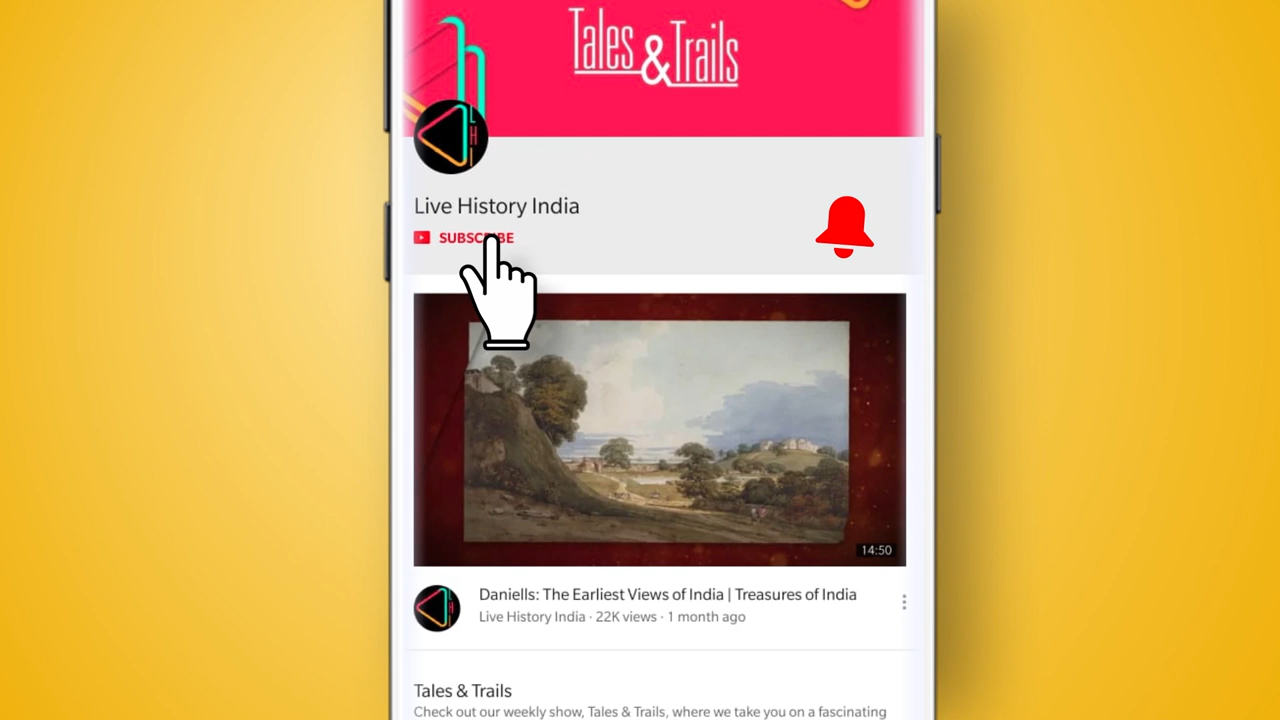 Tales & Trails
LHI
Live History India
SUBSCRIBE
14:50
Daniells: The Earliest Views of India | Treasures of India
LHI
Live History India · 22K views · 1 month ago
Tales & Trails
Check out our weekly show, Tales & Trails, where we take you on a fascinating